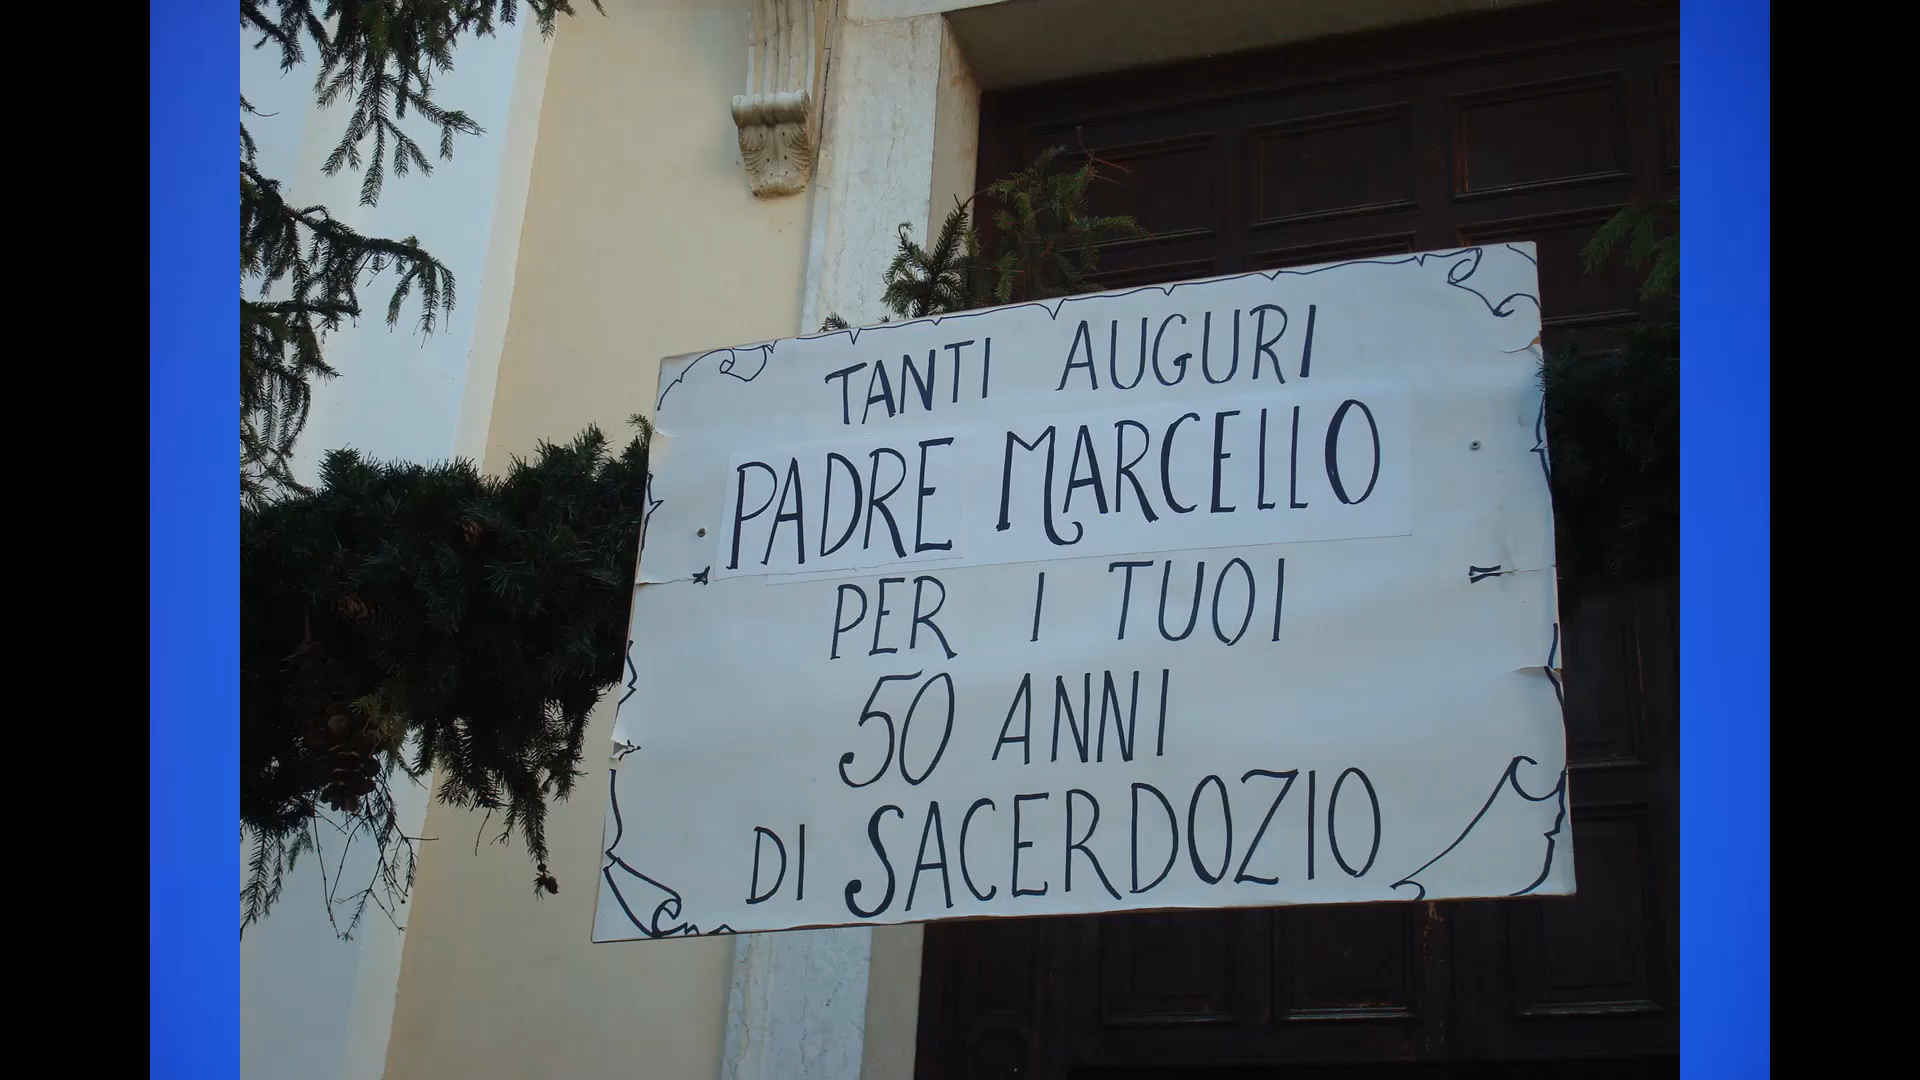 TANTI AUGURI
PADRE MARCELLO
PER I TUOI
50 ANNI
DI SACERDOZIO